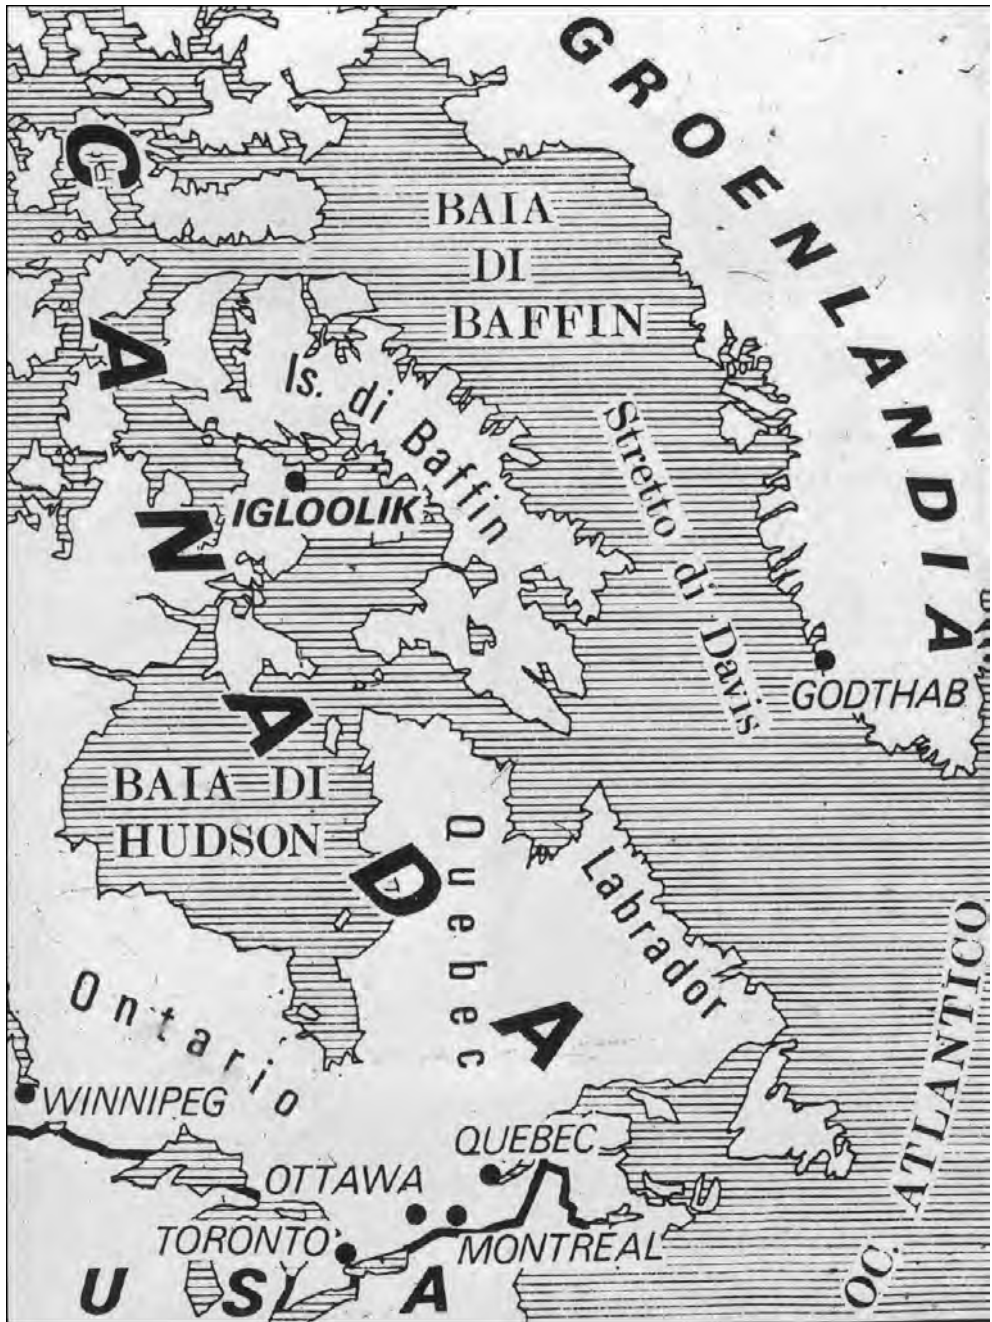 GROENLANDIA
CANADA
BAIA
DI
BAFFIN
Is. di Baffin
Stretto di Davis
IGLOOLIK
GODTHAB
BAIA DI
HUDSON
Quebec
Labrador
Ontario
OC. ATLANTICO
WINNIPEG
QUEBEC
OTTAWA
TORONTO
MONTREAL
USA